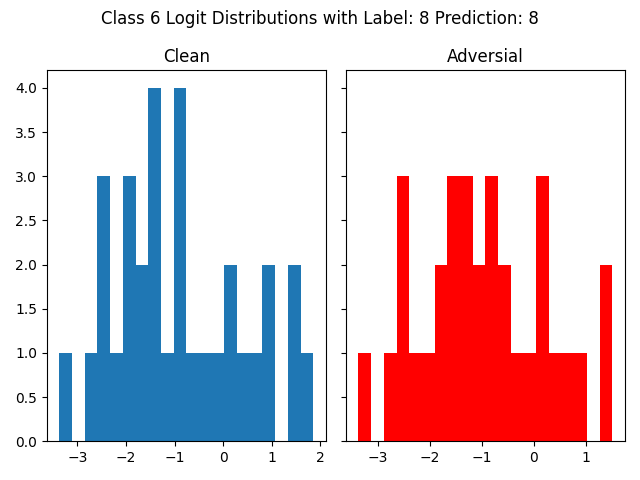 Class 6 Logit Distributions with Label: 8 Prediction: 8
Clean
Adversial
4.0
3.5
3.0
2.5
2.0
1.5
1.0
0.5
0.0
−3 −2 −1 0 1 2
−3 −2 −1 0 1